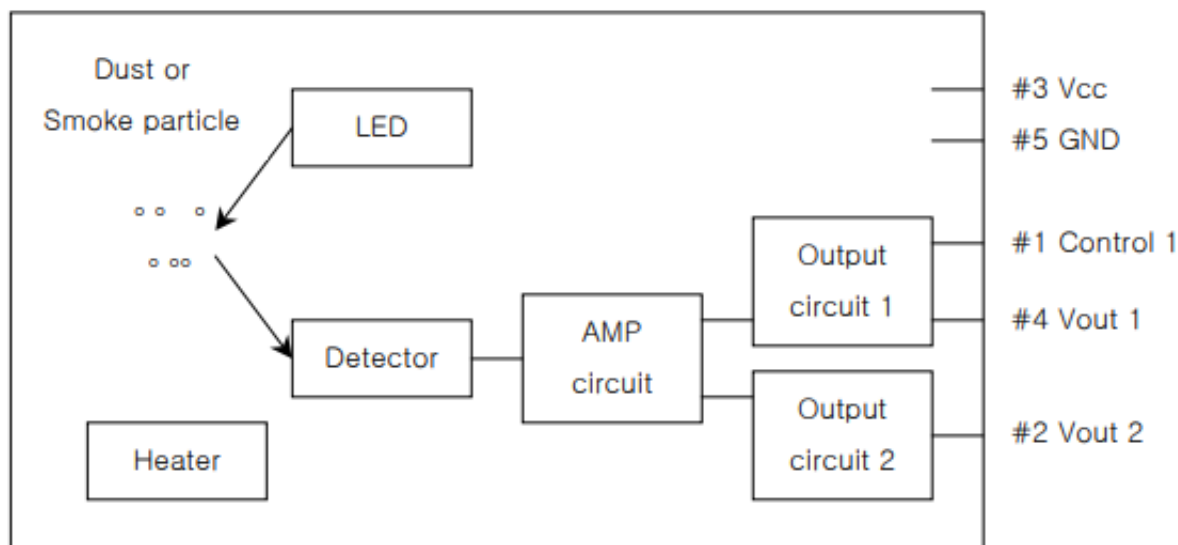 Dust or
Smoke particle
LED
#3 Vcc
#5 GND
Output
circuit 1
#1 Control 1
#4 Vout 1
Detector
AMP
circuit
Output
circuit 2
#2 Vout 2
Heater